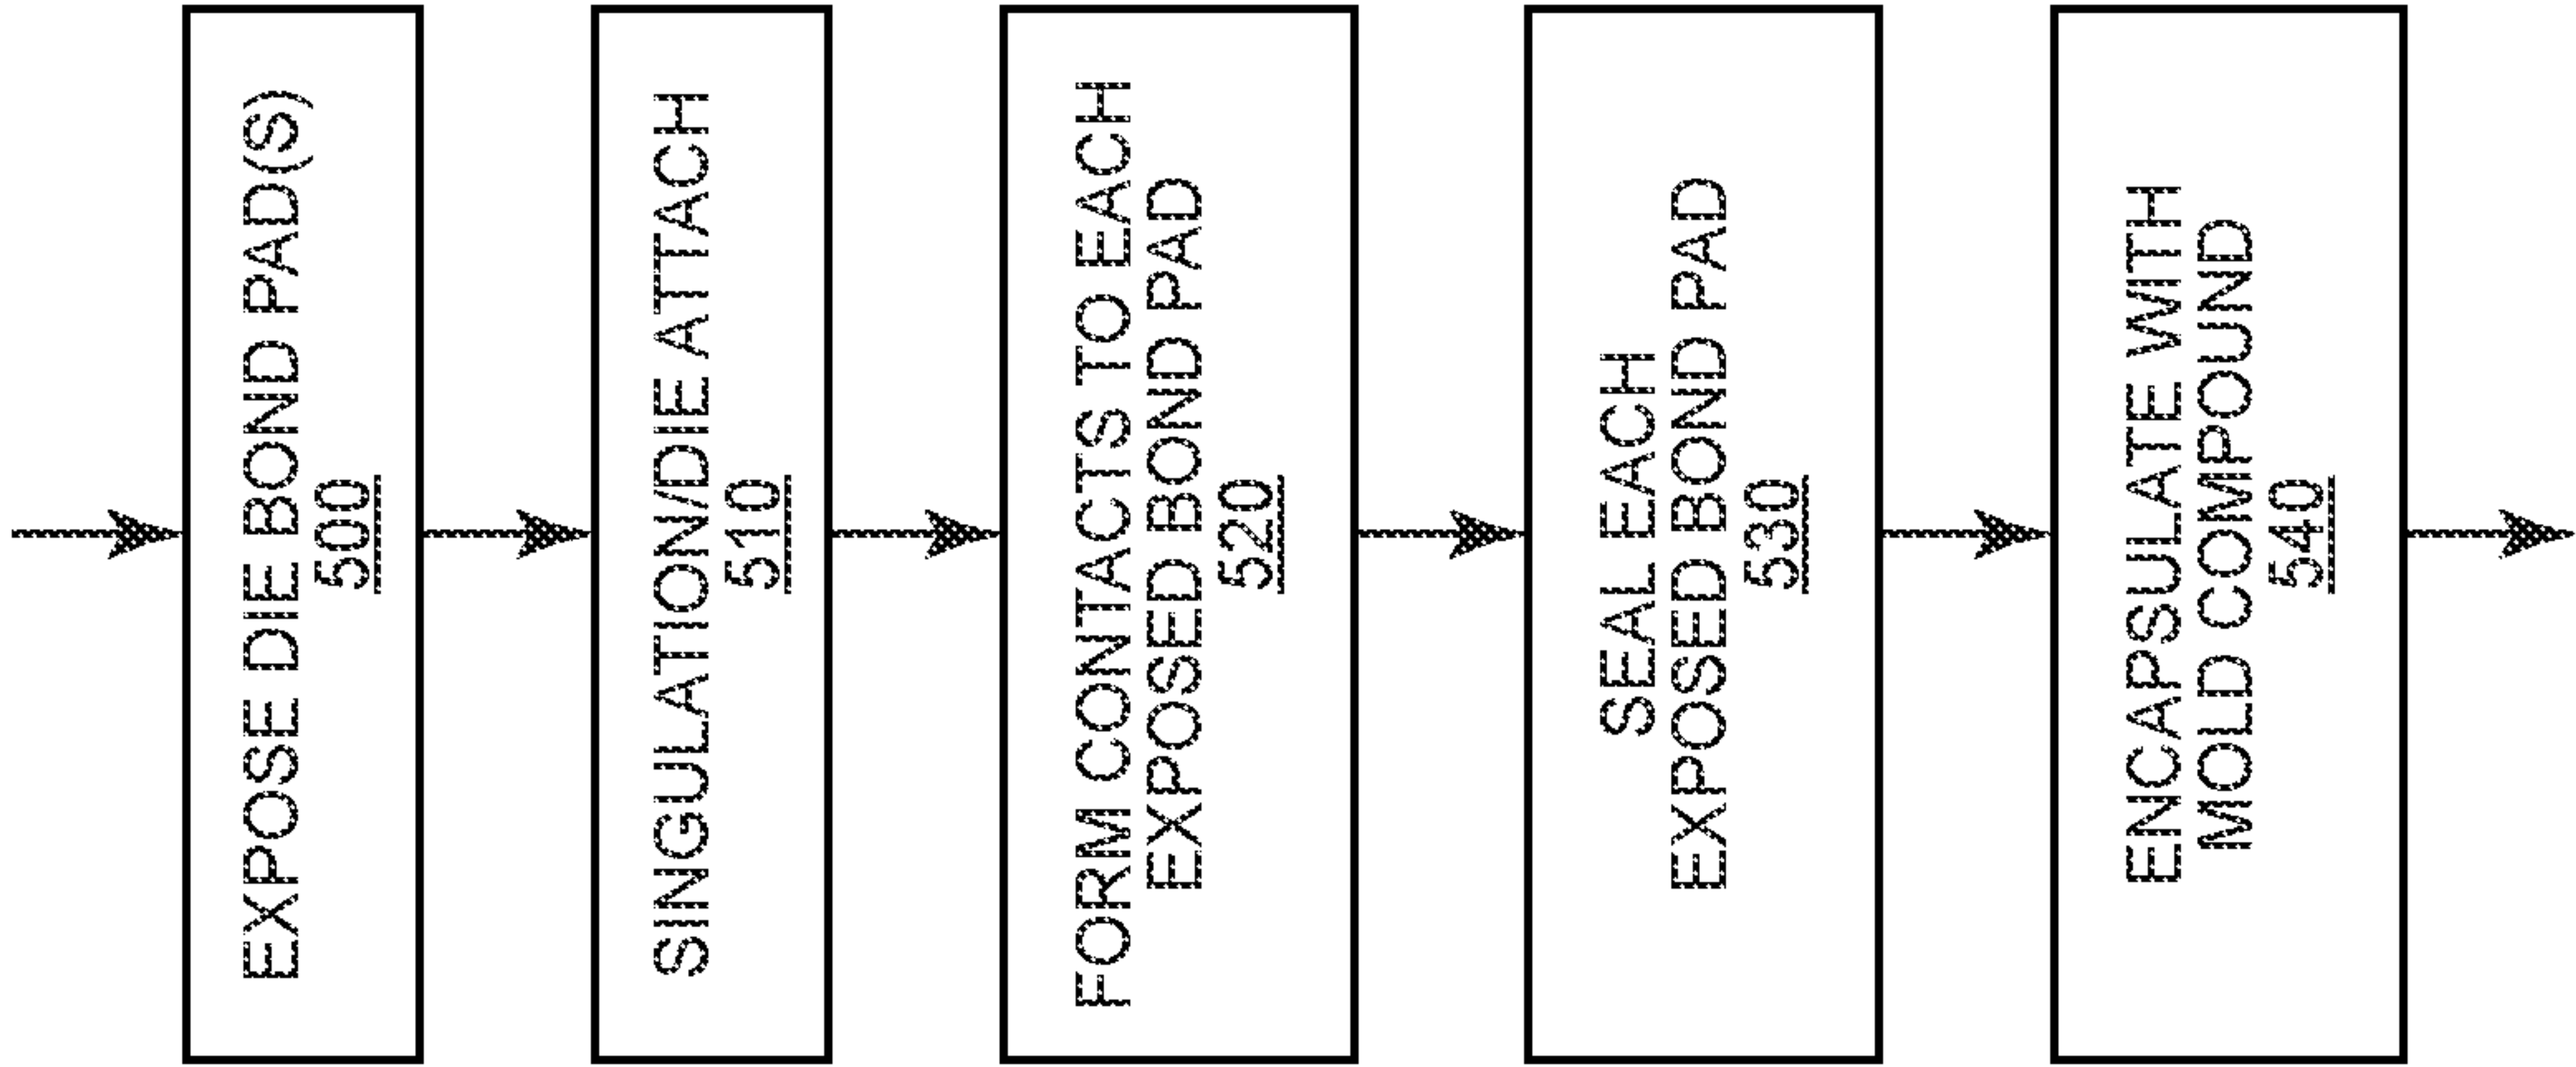 EXPOSE DIE BOND PAD(S)
500
SINGULATION/DIE ATTACH
510
FORM CONTACTS TO EACH
EXPOSED BOND PAD
520
SEAL EACH
EXPOSED BOND PAD
530
ENCAPSULATE WITH
MOLD COMPOUND
540